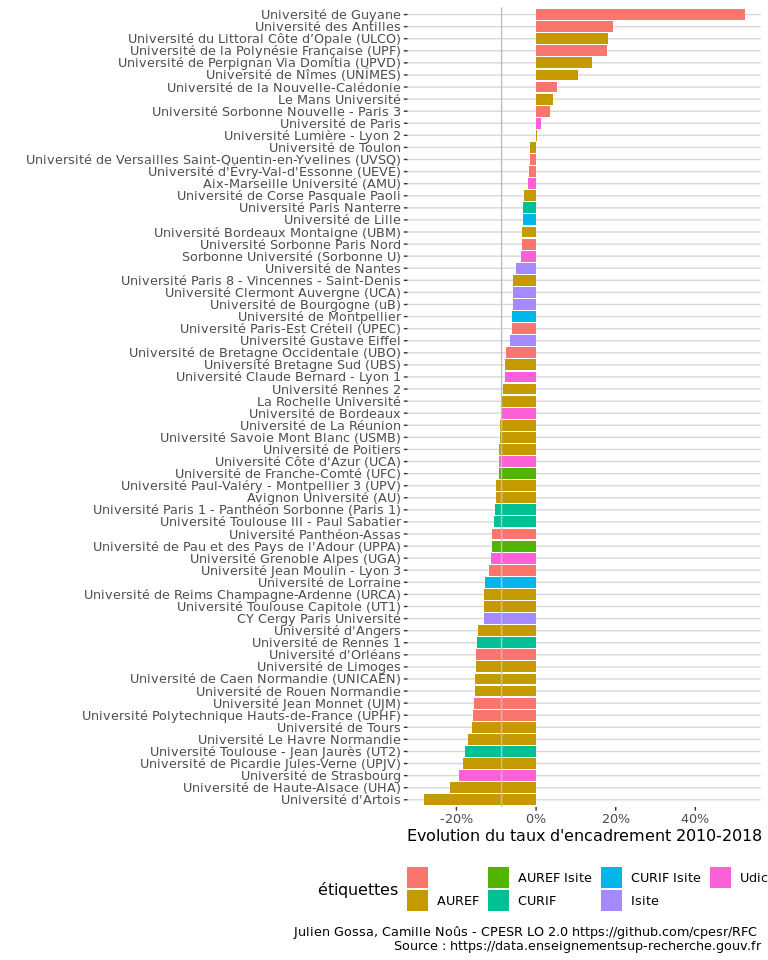 Université de Guyane
Université des Antilles
Université du Littoral Côte d’Opale (ULCO)
Université de la Polynésie Française (UPF)
Université de Perpignan Via Domitia (UPVD)
Université de Nîmes (UNIMES)
Université de la Nouvelle-Calédonie
Le Mans Université
Université Sorbonne Nouvelle - Paris 3
Université de Paris
Université Lumière - Lyon 2
Université de Toulon
Université de Versailles Saint-Quentin-en-Yvelines (UVSQ)
Université d'Évry-Val-d'Essonne (UEVE)
Aix-Marseille Université (AMU)
Université de Corse Pasquale Paoli
Université Paris Nanterre
Université de Lille
Université Bordeaux Montaigne (UBM)
Université Sorbonne Paris Nord
Sorbonne Université (Sorbonne U)
Université de Nantes
Université Paris 8 - Vincennes - Saint-Denis
Université Clermont Auvergne (UCA)
Université de Bourgogne (uB)
Université de Montpellier
Université Paris-Est Créteil (UPEC)
Université Gustave Eiffel
Université de Bretagne Occidentale (UBO)
Université Bretagne Sud (UBS)
Université Claude Bernard - Lyon 1
Université Rennes 2
La Rochelle Université
Université de Bordeaux
Université de La Réunion
Université Savoie Mont Blanc (USMB)
Université de Poitiers
Université Côte d'Azur (UCA)
Université de Franche-Comté (UFC)
Université Paul-Valéry - Montpellier 3 (UPV)
Avignon Université (AU)
Université Paris 1 - Panthéon Sorbonne (Paris 1)
Université Toulouse III - Paul Sabatier
Université Panthéon-Assas
Université de Pau et des Pays de l'Adour (UPPA)
Université Grenoble Alpes (UGA)
Université Jean Moulin - Lyon 3
Université de Lorraine
Université de Reims Champagne-Ardenne (URCA)
Université Toulouse Capitole (UT1)
CY Cergy Paris Université
Université d'Angers
Université de Rennes 1
Université d'Orléans
Université de Limoges
Université de Caen Normandie (UNICAEN)
Université de Rouen Normandie
Université Jean Monnet (UJM)
Université Polytechnique Hauts-de-France (UPHF)
Université de Tours
Université Le Havre Normandie
Université Toulouse - Jean Jaurès (UT2)
Université de Picardie Jules-Verne (UPJV)
Université de Strasbourg
Université de Haute-Alsace (UHA)
Université d'Artois
-20% 0% 20% 40%
Evolution du taux d'encadrement 2010-2018
étiquettes
AUREF Isite CURIF Isite Udic
AUREF CURIF Isite
Julien Gossa, Camille Noûs - CPESR LO 2.0 https://github.com/cpesr/RFC
Source : https://data.enseignementsup-recherche.gouv.fr